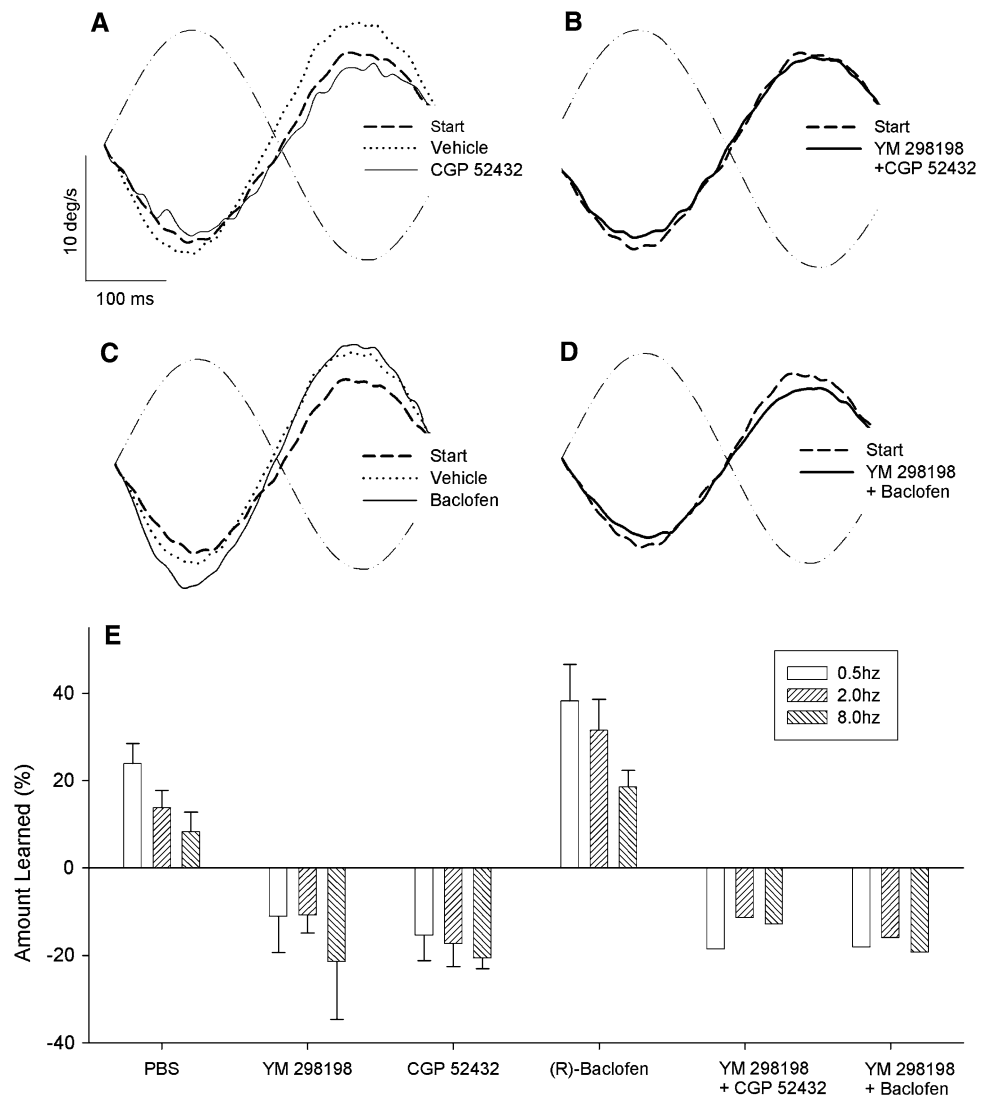 A
Start
Vehicle
CGP 52432
10 deg/s
100 ms
B
Start
YM 298198
+CGP 52432
C
Start
Vehicle
Baclofen
D
Start
YM 298198
+ Baclofen
E
0.5hz
2.0hz
8.0hz
Amount Learned (%)
40
20
0
-20
-40
PBS
YM 298198
CGP 52432
(R)-Baclofen
YM 298198
+ CGP 52432
YM 298198
+ Baclofen